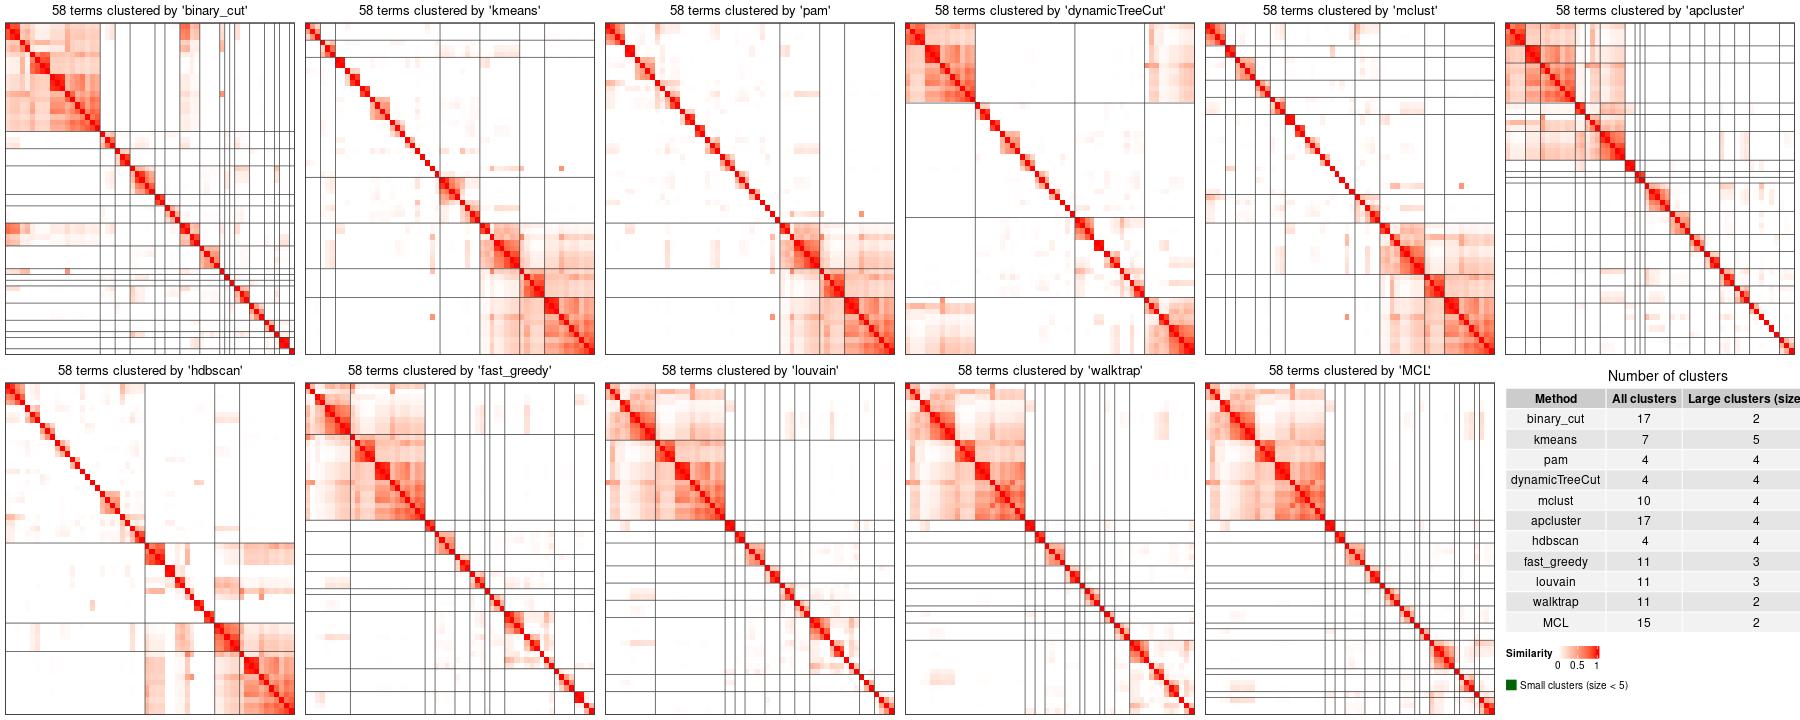 58 terms clustered by 'binary_cut'
58 terms clustered by 'kmeans'
58 terms clustered by 'pam'
58 terms clustered by 'dynamicTreeCut'
58 terms clustered by 'mclust'
58 terms clustered by 'apcluster'
58 terms clustered by 'hdbscan'
58 terms clustered by 'fast_greedy'
58 terms clustered by 'louvain'
58 terms clustered by 'walktrap'
58 terms clustered by 'MCL'
Number of clusters
Method All clusters Large clusters (size
binary_cut 17 2
kmeans 7 5
pam 4 4
dynamicTreeCut 4 4
mclust 10 4
apcluster 17 4
hdbscan 4 4
fast_greedy 11 3
louvain 11 3
walktrap 11 2
MCL 15 2
Similarity
0 0.5 1
Small clusters (size < 5)